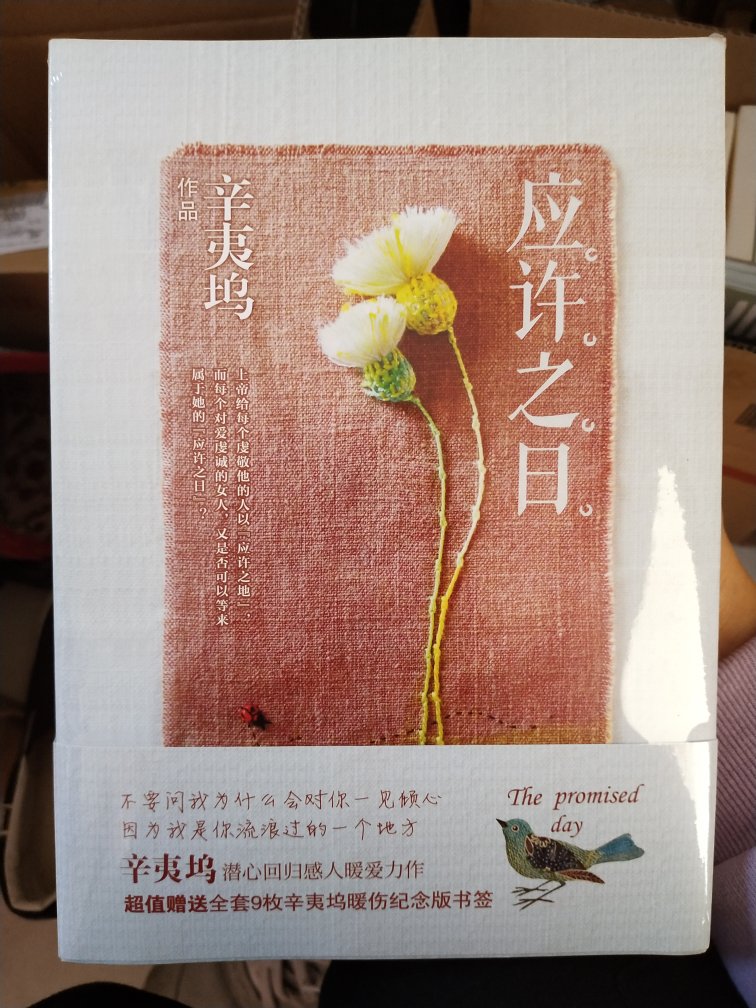 应许之日
辛夷坞
作品
上帝给每个虔敬他的人以「应许之地」，
而每个对爱虔诚的女人，又是否可以等来
属于她的「应许之日」？
不要问我为什么会对你一见倾心
因为我是你流浪过的一个地方
The promised
day
辛夷坞 潜心回归感人暖爱力作
超值赠送全套9枚辛夷坞暖伤纪念版书签